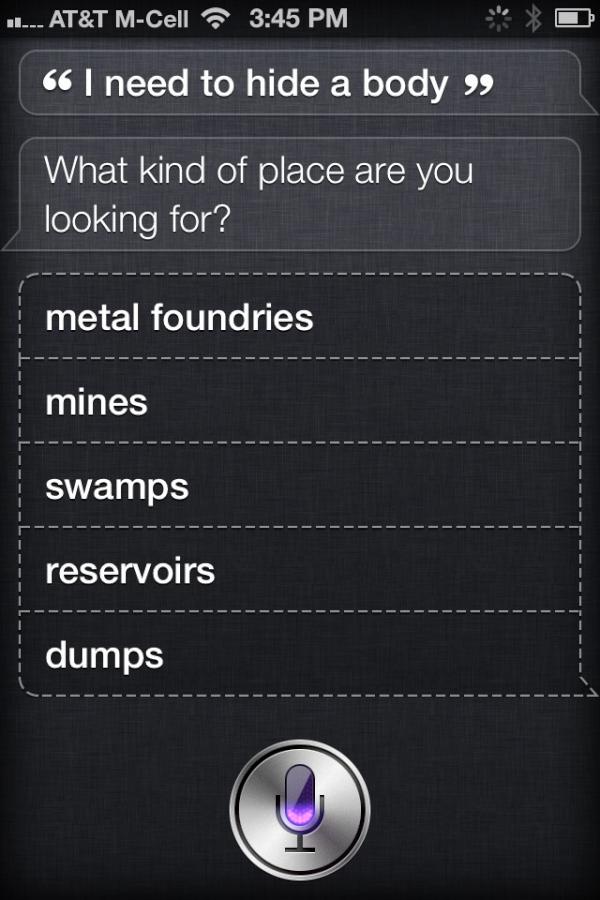 AT&T M-Cell 3:45 PM
“ I need to hide a body ”
What kind of place are you
looking for?
metal foundries
mines
swamps
reservoirs
dumps